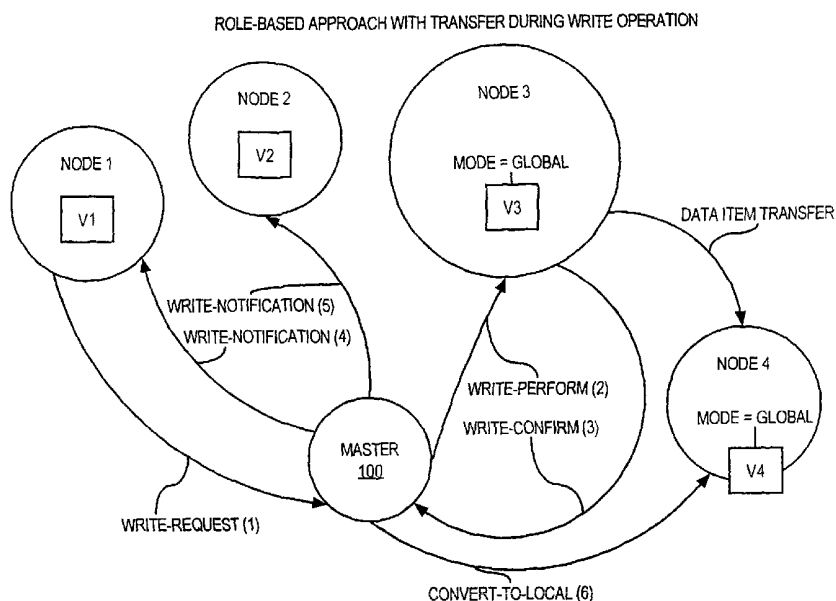 ROLE-BASED APPROACH WITH TRANSFER DURING WRITE OPERATION
NODE 1
V1
NODE 2
V2
NODE 3
MODE = GLOBAL
V3
DATA ITEM TRANSFER
WRITE-NOTIFICATION (5)
WRITE-NOTIFICATION (4)
WRITE-PERFORM (2)
WRITE-CONFIRM (3)
NODE 4
MODE = GLOBAL
V4
MASTER
100
WRITE-REQUEST (1)
CONVERT-TO-LOCAL (6)